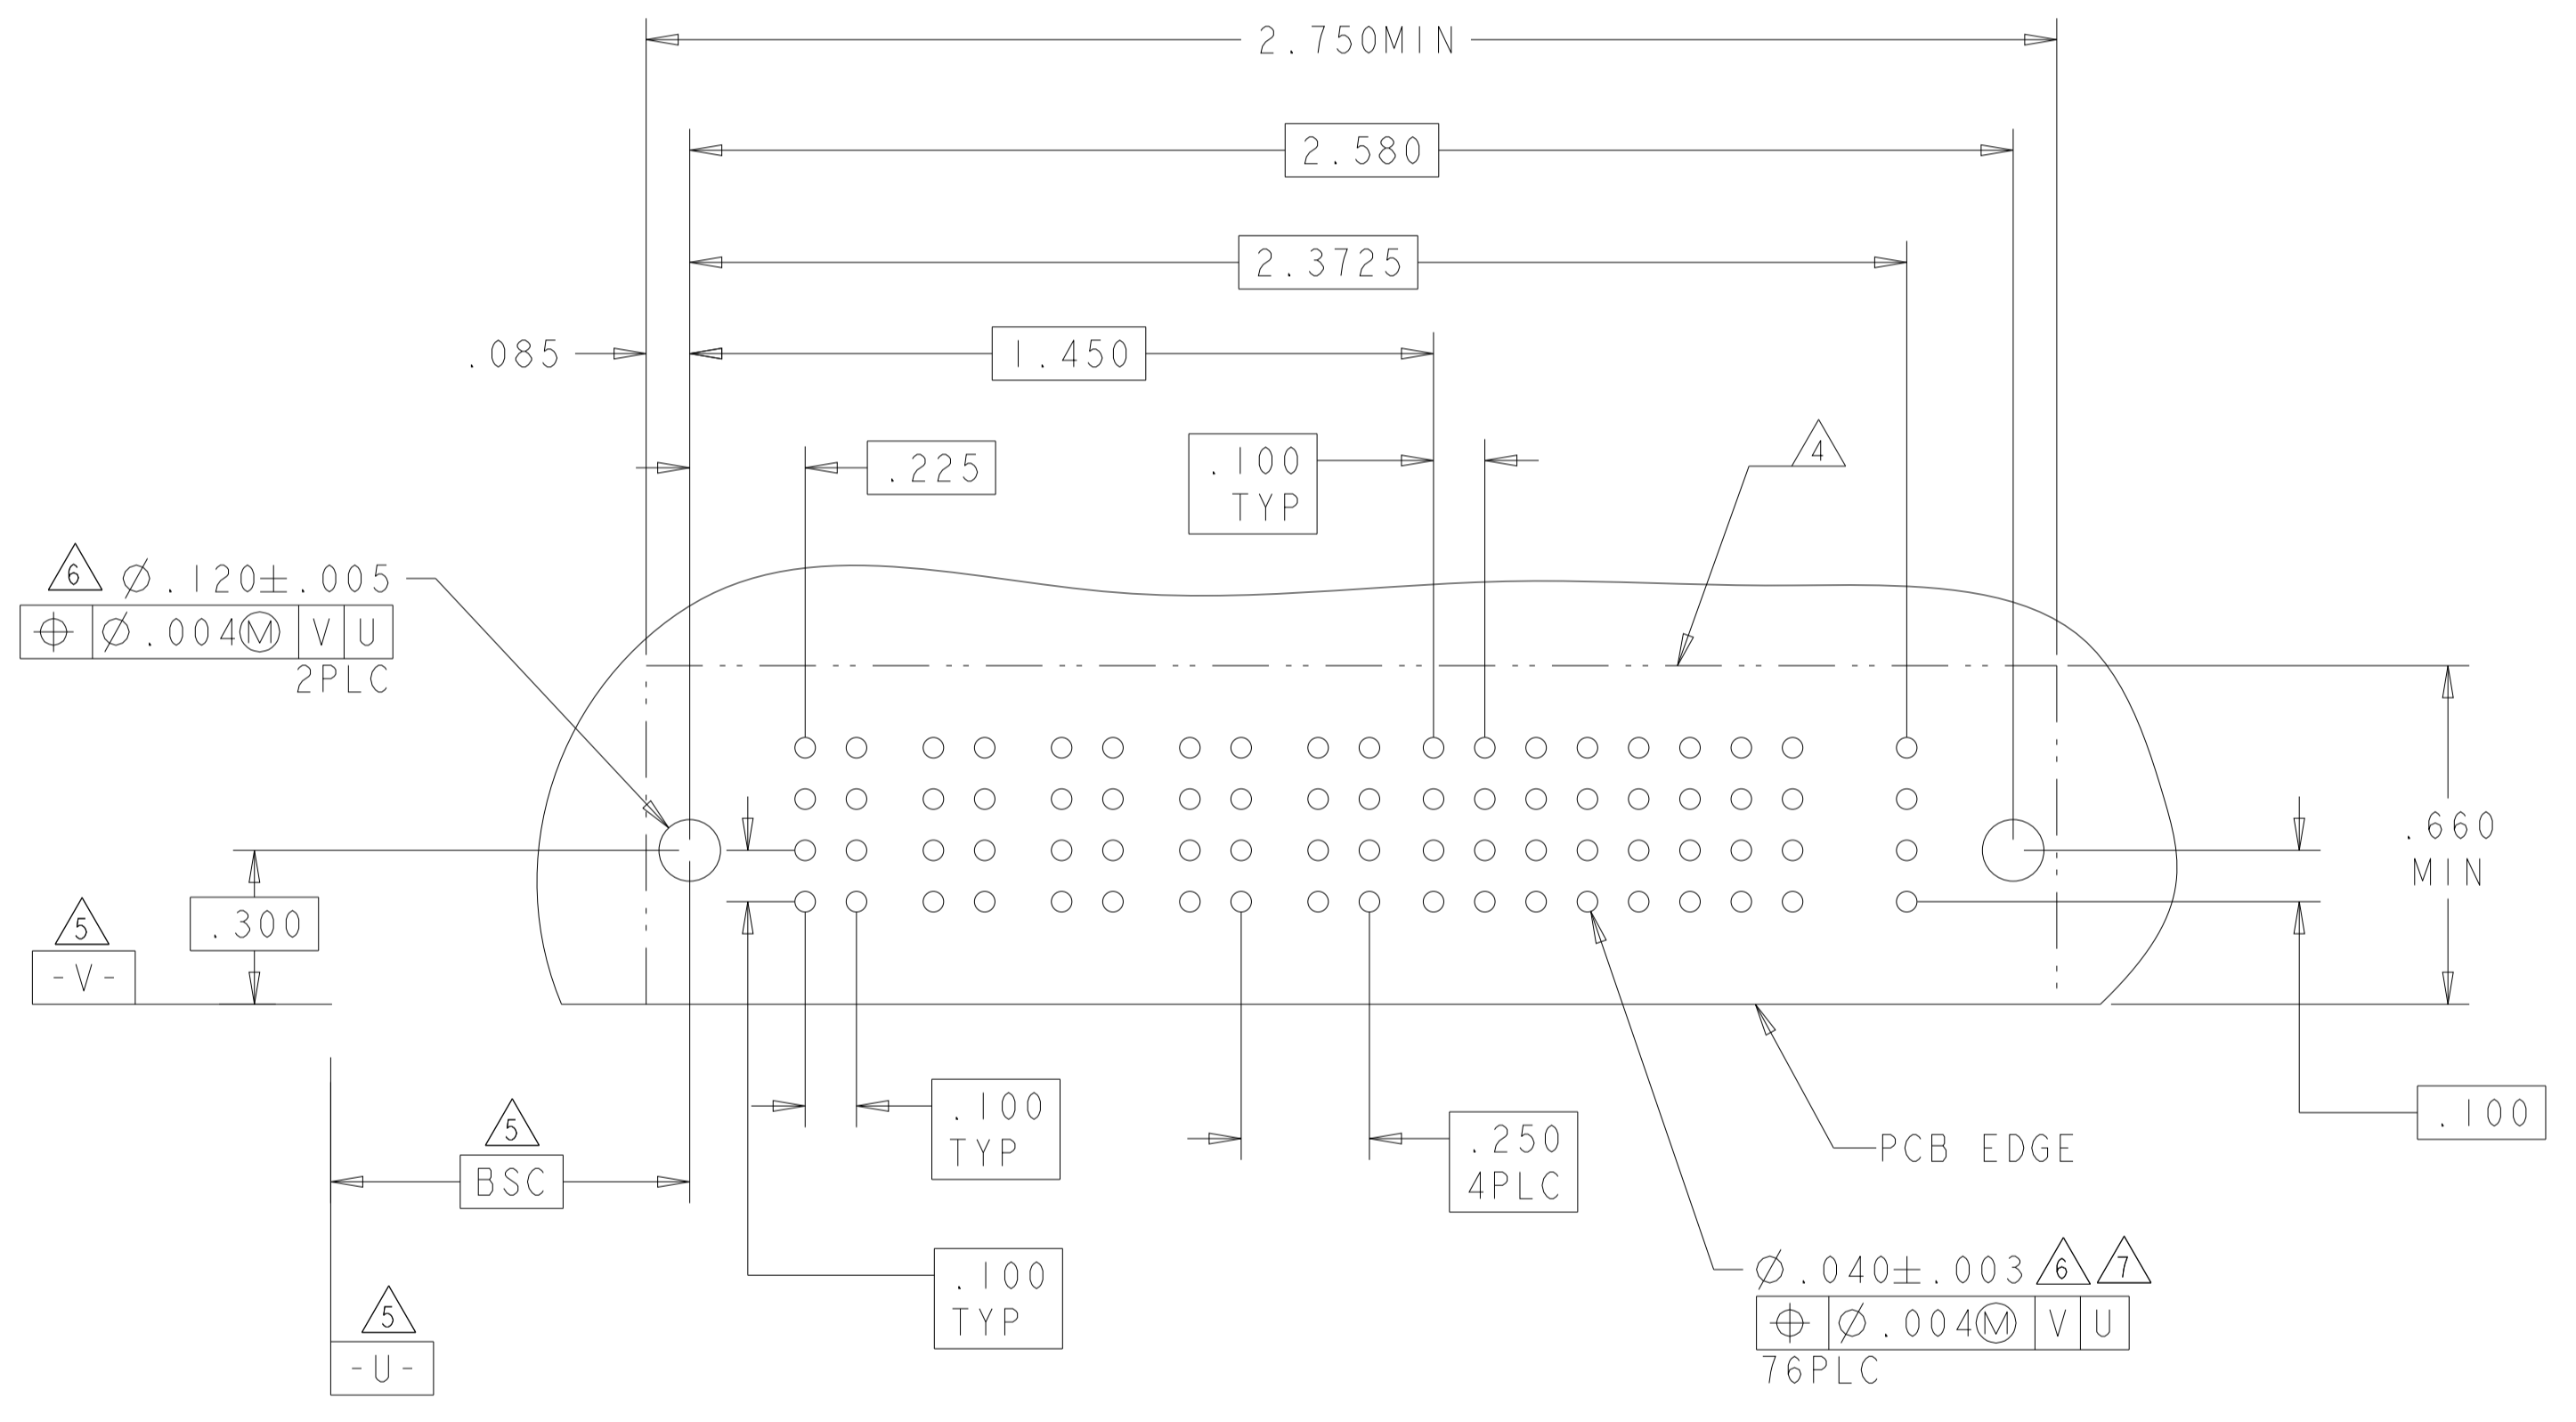 2.750MIN
2.580
2.3725
.085
1.450
.225
.100
TYP
4
6 ⌀.120±.005
⌖ ⌀.004Ⓜ V U
2PLC
.660
MIN
.300
5
-V-
.100
TYP
.250
4PLC
.100
PCB EDGE
5
BSC
.100
TYP
⌀.040±.003 6 7
⌖ ⌀.004Ⓜ V U
76PLC
5
-U-